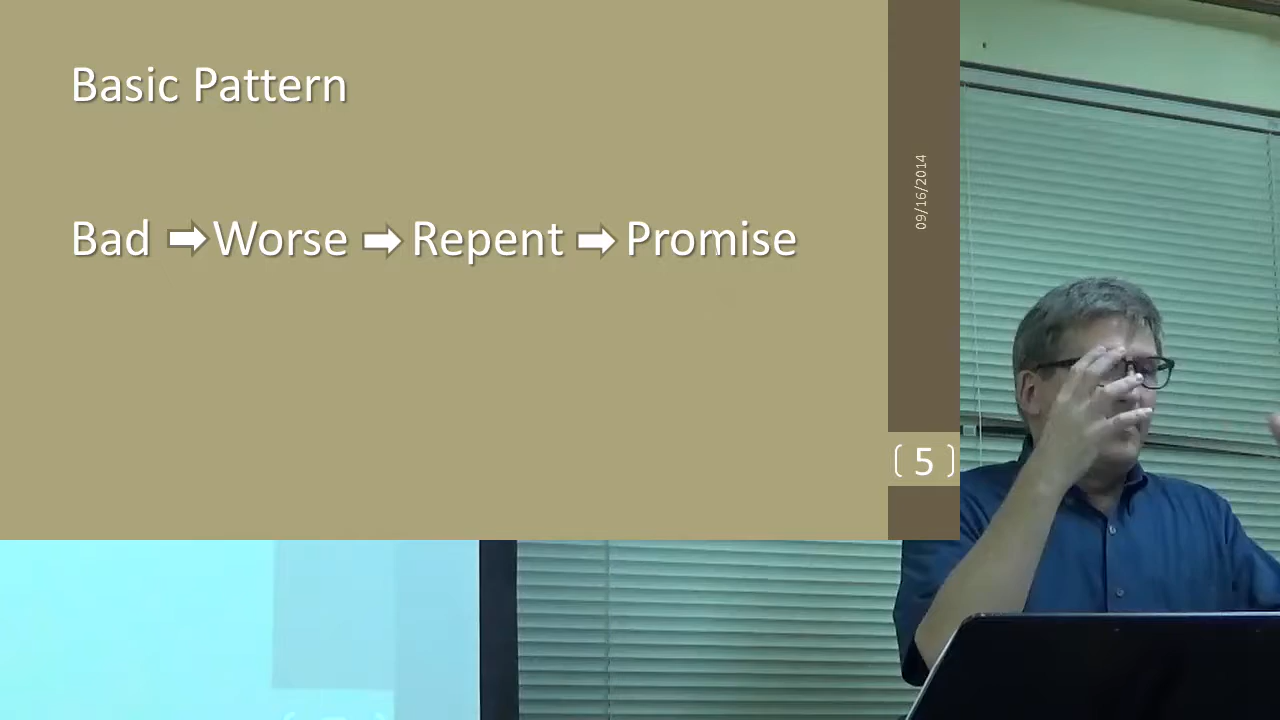 Basic Pattern
Bad ➡ Worse ➡ Repent ➡ Promise
09/16/2014
5